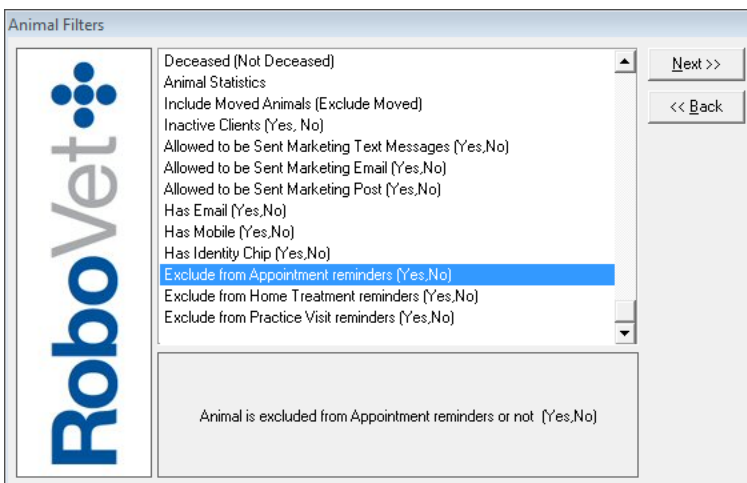 Animal Filters
RoboVet
Deceased (Not Deceased)
Animal Statistics
Include Moved Animals (Exclude Moved)
Inactive Clients (Yes, No)
Allowed to be Sent Marketing Text Messages (Yes,No)
Allowed to be Sent Marketing Email (Yes,No)
Allowed to be Sent Marketing Post (Yes,No)
Has Email (Yes,No)
Has Mobile (Yes,No)
Has Identity Chip (Yes,No)
Exclude from Appointment reminders (Yes,No)
Exclude from Home Treatment reminders (Yes,No)
Exclude from Practice Visit reminders (Yes,No)
Animal is excluded from Appointment reminders or not  (Yes,No)
Next >>
<< Back